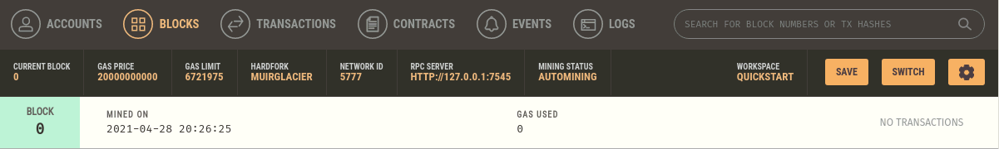 ACCOUNTS BLOCKS TRANSACTIONS CONTRACTS EVENTS LOGS SEARCH FOR BLOCK NUMBERS OR TX HASHES
CURRENT BLOCK GAS PRICE GAS LIMIT HARDFORK NETWORK ID RPC SERVER MINING STATUS WORKSPACE
0 20000000000 6721975 MUIRGLACIER 5777 HTTP://127.0.0.1:7545 AUTOMINING QUICKSTART SAVE SWITCH
BLOCK MINED ON GAS USED
0 2021-04-28 20:26:25 0 NO TRANSACTIONS